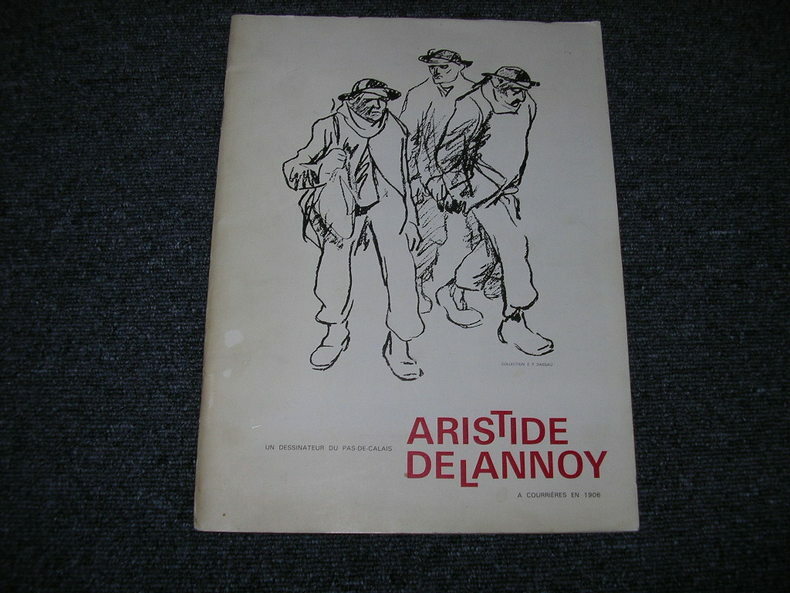 COLLECTION E. P. DASSAU
UN DESSINATEUR DU PAS-DE-CALAIS
ARISTIDE
DELANNOY
A COURRIÈRES EN 1906